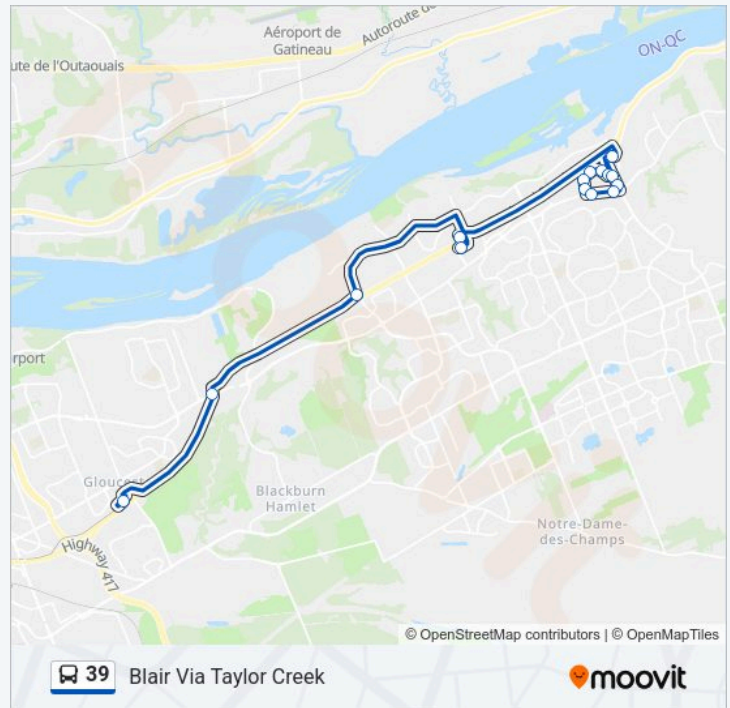 Aéroport de
Gatineau
Autoroute de
ute de l'Outaouais
ON-QC
rport
Gloucest
Blackburn
Hamlet
Notre-Dame-
des-Champs
Highway 417
© OpenStreetMap contributors | © OpenMapTiles
39 Blair Via Taylor Creek
moovit